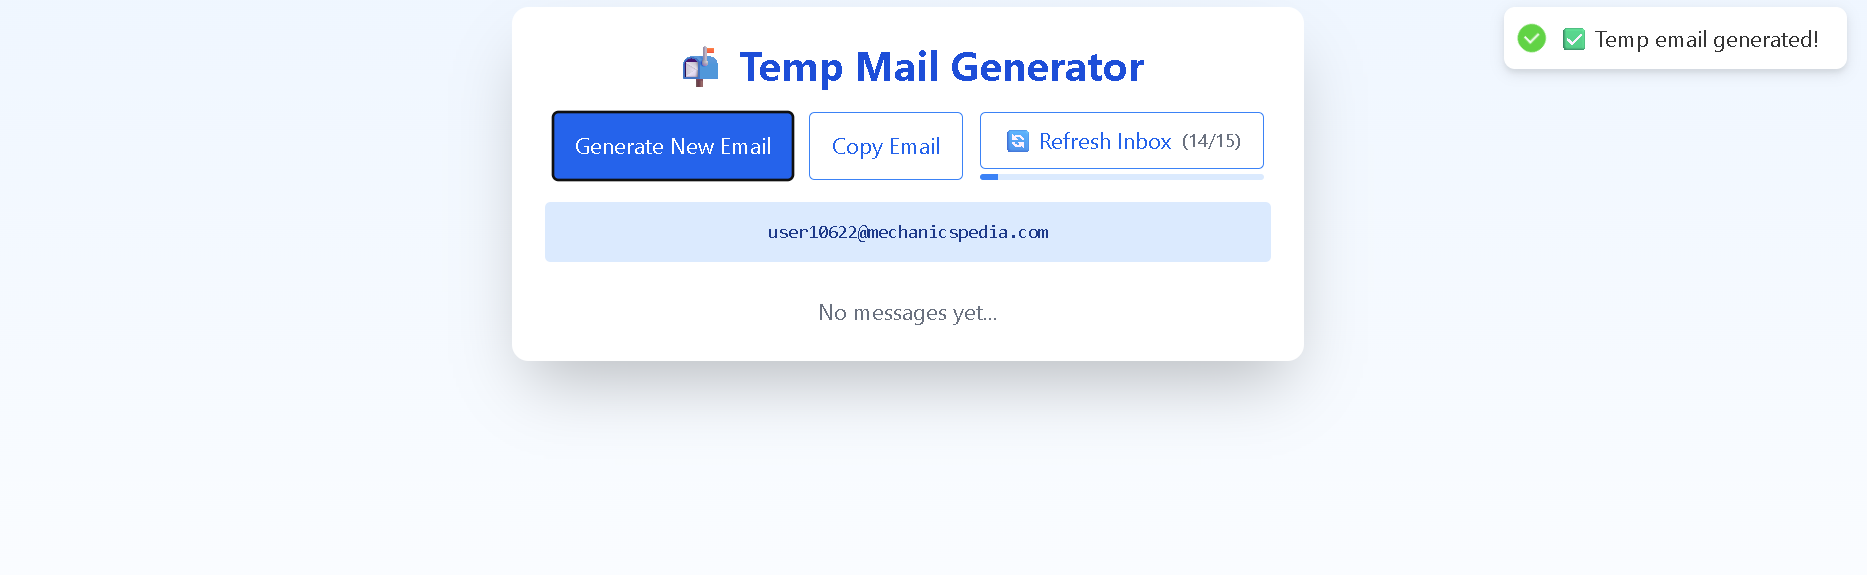 📬 Temp Mail Generator
Generate New Email
Copy Email
🔄 Refresh Inbox (14/15)
user10622@mechanicspedia.com
No messages yet...
✅ Temp email generated!